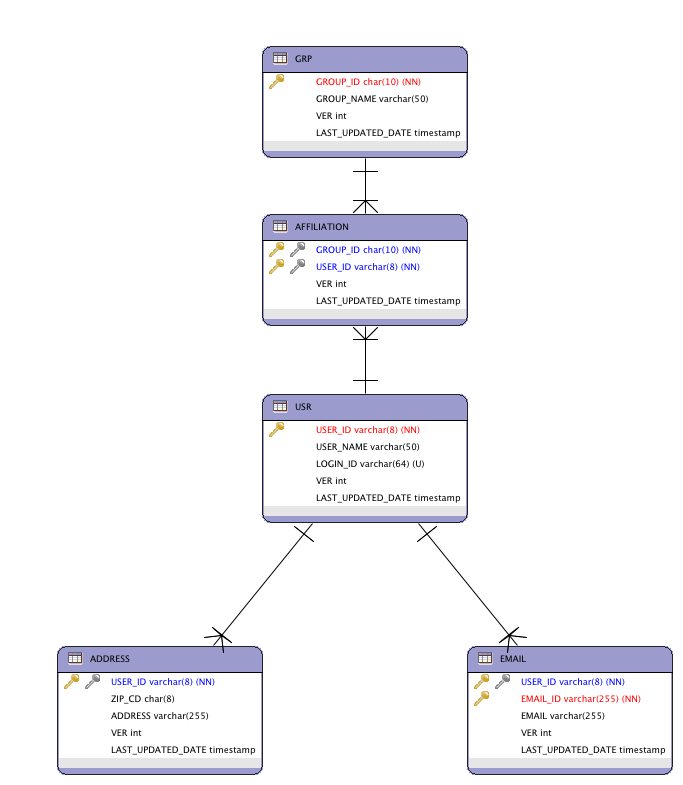 GRP
GROUP_ID char(10) (NN)
GROUP_NAME varchar(50)
VER int
LAST_UPDATED_DATE timestamp
AFFILIATION
GROUP_ID char(10) (NN)
USER_ID varchar(8) (NN)
VER int
LAST_UPDATED_DATE timestamp
USR
USER_ID varchar(8) (NN)
USER_NAME varchar(50)
LOGIN_ID varchar(64) (U)
VER int
LAST_UPDATED_DATE timestamp
ADDRESS
USER_ID varchar(8) (NN)
ZIP_CD char(8)
ADDRESS varchar(255)
VER int
LAST_UPDATED_DATE timestamp
EMAIL
USER_ID varchar(8) (NN)
EMAIL_ID varchar(255) (NN)
EMAIL varchar(255)
VER int
LAST_UPDATED_DATE timestamp